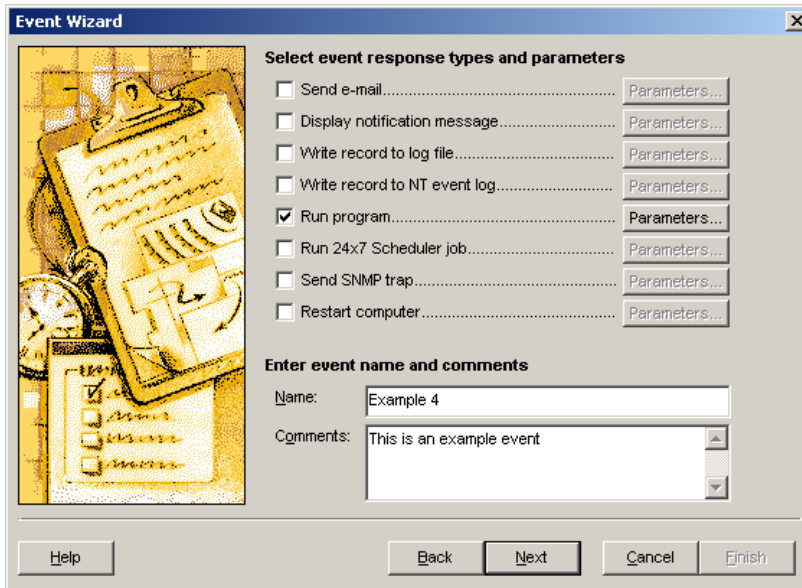 Event Wizard
Select event response types and parameters
Send e-mail.......................................................... Parameters...
Display notification message............................. Parameters...
Write record to log file........................................ Parameters...
Write record to NT event log............................. Parameters...
Run program........................................................ Parameters...
Run 24x7 Scheduler job..................................... Parameters...
Send SNMP trap.................................................. Parameters...
Restart computer................................................ Parameters...
Enter event name and comments
Name: Example 4
Comments: This is an example event
Help Back Next Cancel Finish